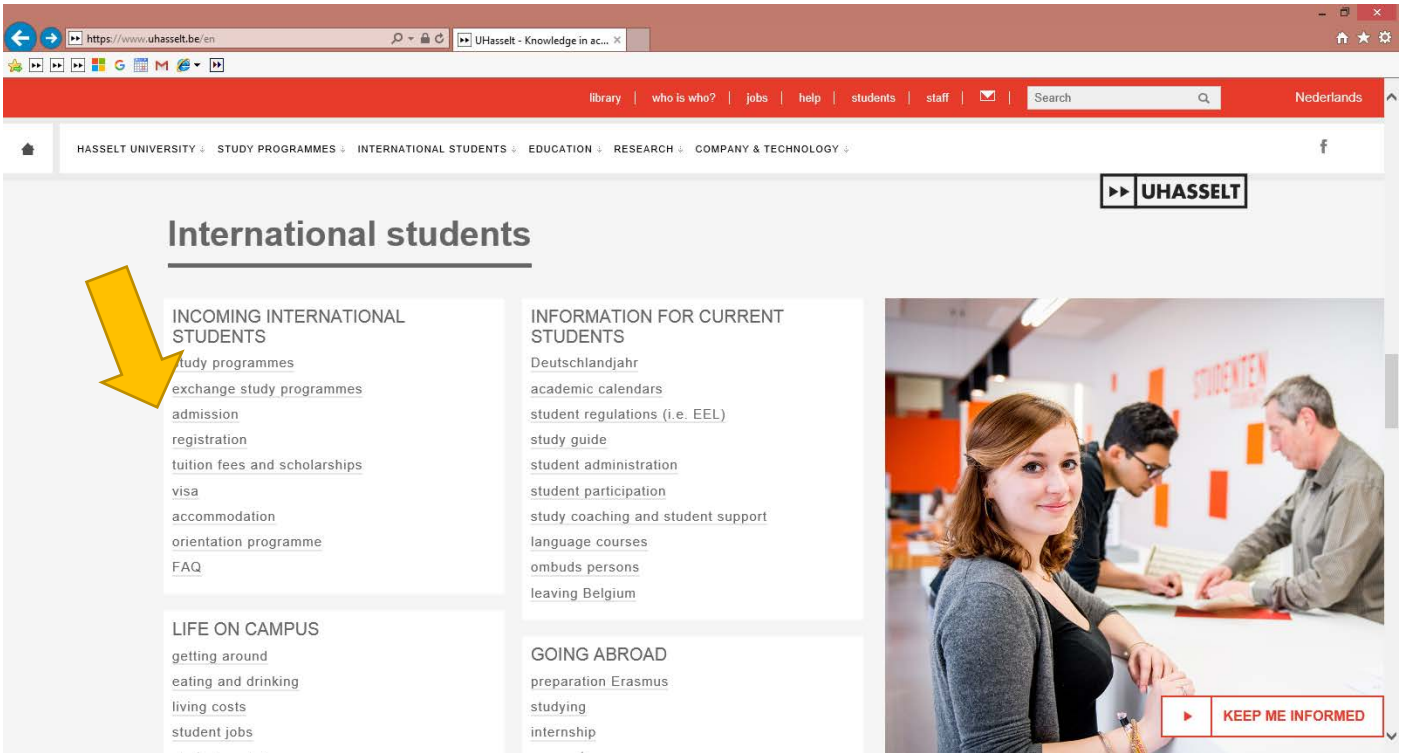 https://www.uhasselt.be/en
UHasselt - Knowledge in ac...
library | who is who? | jobs | help | students | staff | | Search
Nederlands
HASSELT UNIVERSITY STUDY PROGRAMMES INTERNATIONAL STUDENTS EDUCATION RESEARCH COMPANY & TECHNOLOGY
UHASSELT
International students
INCOMING INTERNATIONAL
STUDENTS
study programmes
exchange study programmes
admission
registration
tuition fees and scholarships
visa
accommodation
orientation programme
FAQ
LIFE ON CAMPUS
getting around
eating and drinking
living costs
student jobs
INFORMATION FOR CURRENT
STUDENTS
Deutschlandjahr
academic calendars
student regulations (i.e. EEL)
study guide
student administration
student participation
study coaching and student support
language courses
ombuds persons
leaving Belgium
GOING ABROAD
preparation Erasmus
studying
internship
STUDENTEN
KEEP ME INFORMED